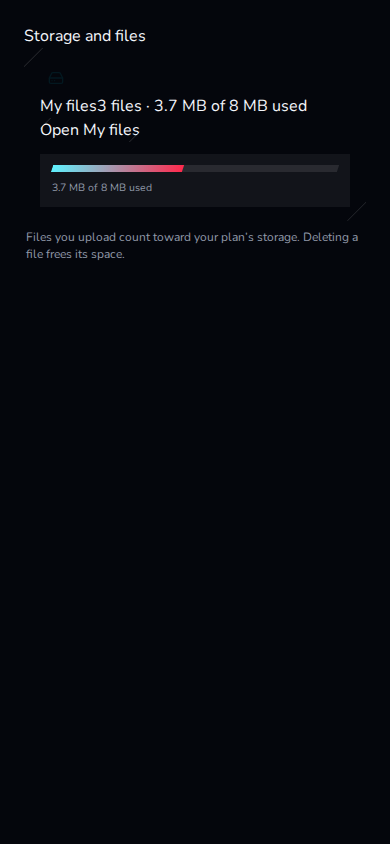 Storage and files
My files3 files · 3.7 MB of 8 MB used
Open My files
3.7 MB of 8 MB used
Files you upload count toward your plan's storage. Deleting a
file frees its space.